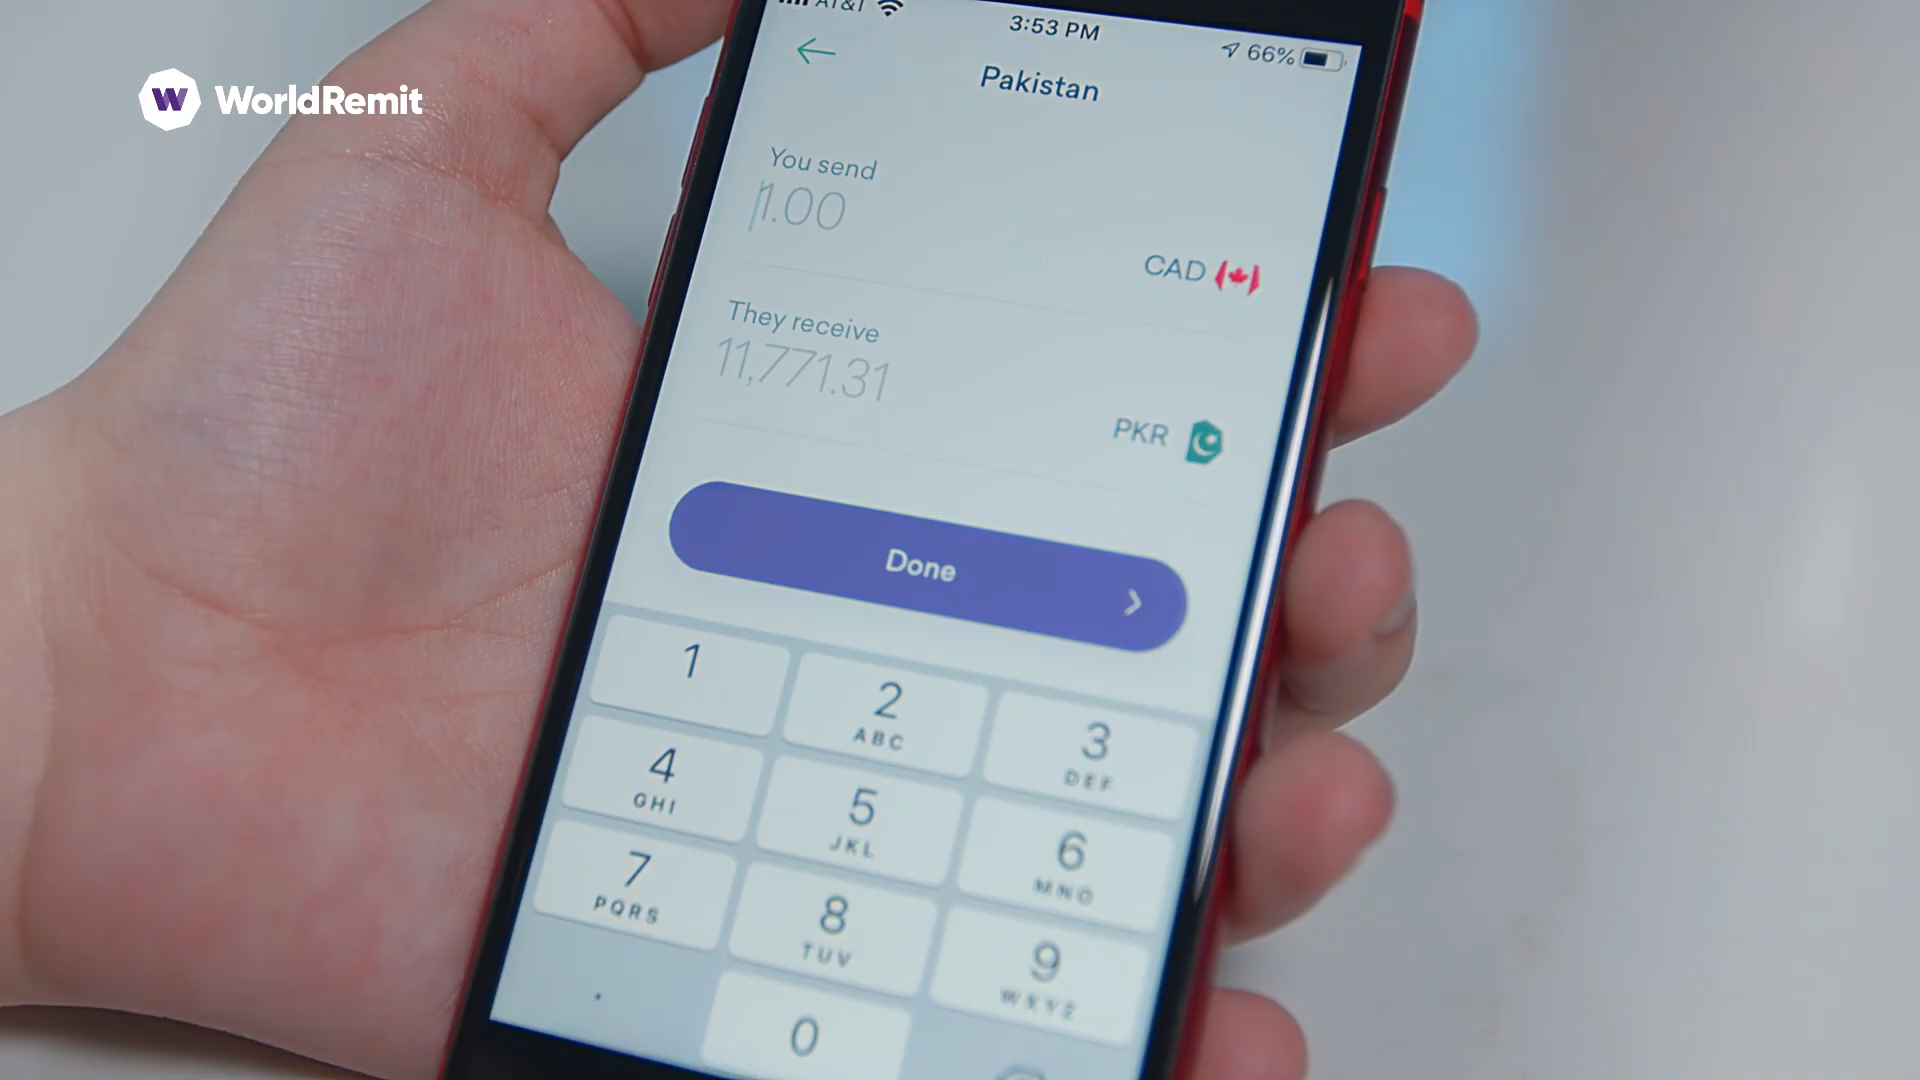 WorldRemit
AT&T
3:53 PM
66%
Pakistan
You send
1.00
CAD
They receive
11,771.31
PKR
Done
1
2
ABC
3
DEF
4
GHI
5
JKL
6
MNO
7
PQRS
8
TUV
9
WXYZ
.
0